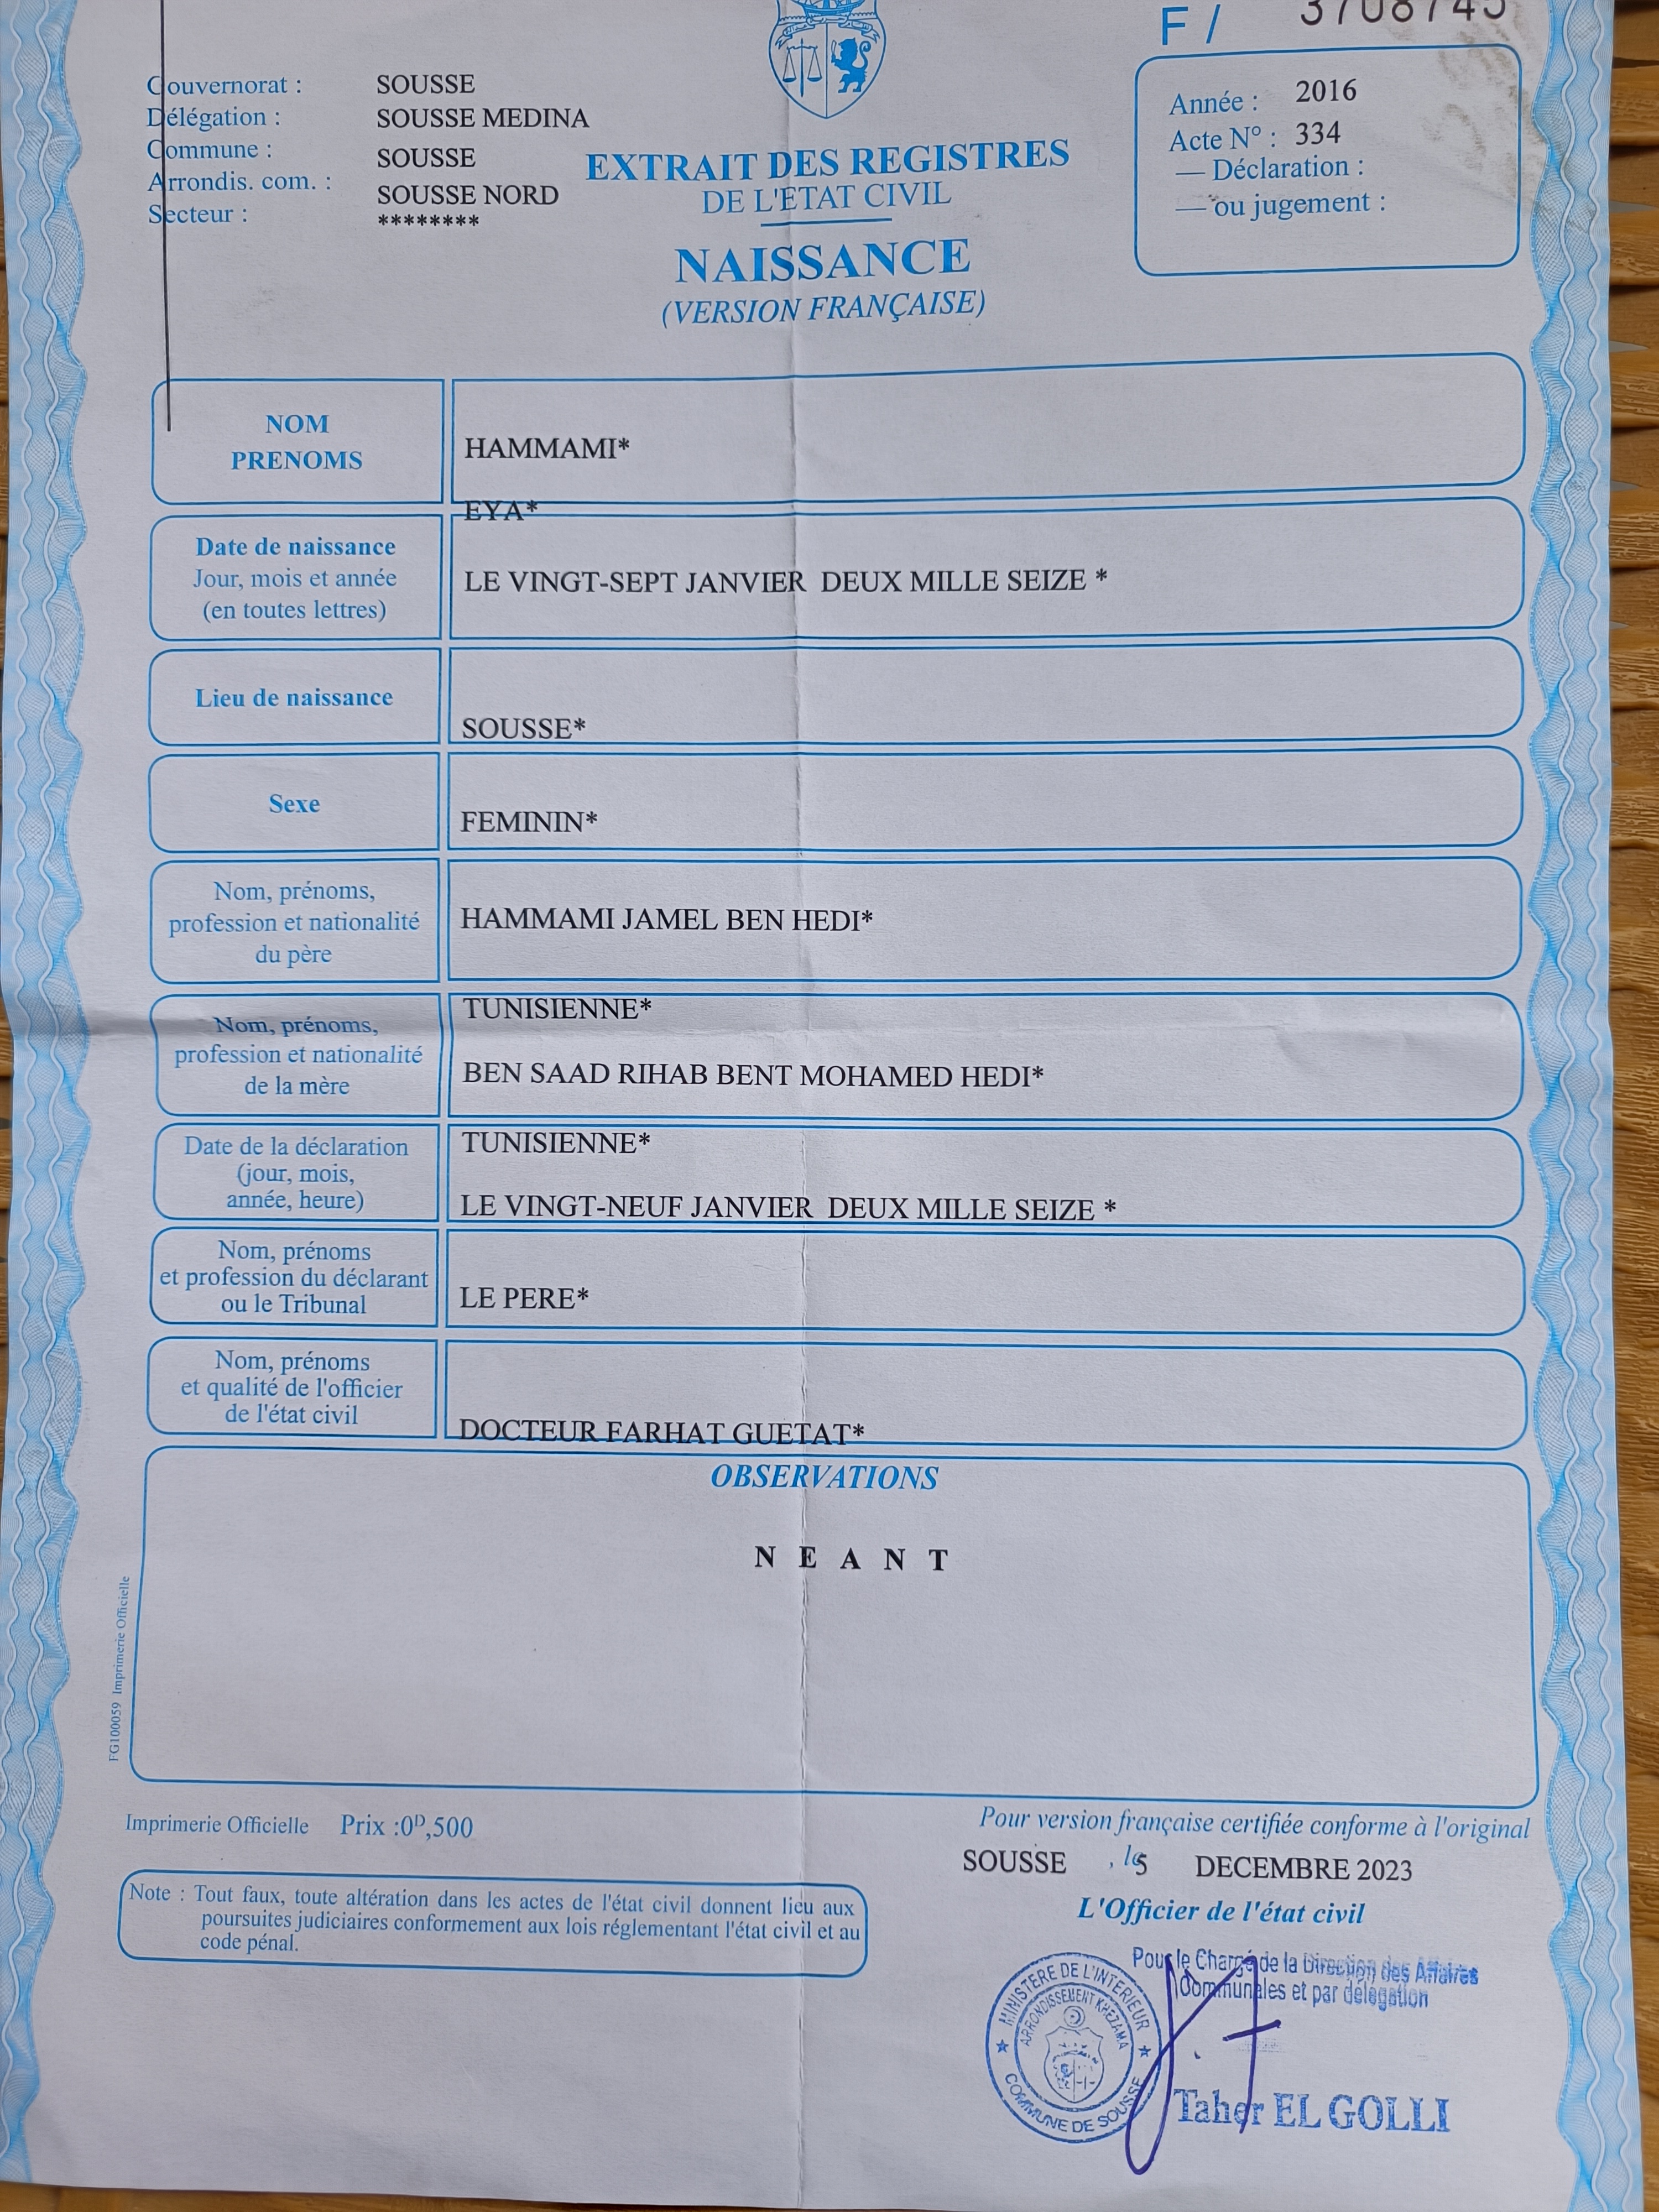 F /
Gouvernorat : SOUSSE
Délégation : SOUSSE MEDINA
Commune : SOUSSE
Arrondis. com. : SOUSSE NORD
Secteur : ********
EXTRAIT DES REGISTRES
DE L'ÉTAT CIVIL
NAISSANCE
(VERSION FRANÇAISE)
Année : 2016
Acte N° : 334
— Déclaration :
— ou jugement :
NOM
PRENOMS
HAMMAMI*
EYA*
Date de naissance
Jour, mois et année
(en toutes lettres)
LE VINGT-SEPT JANVIER DEUX MILLE SEIZE *
Lieu de naissance
SOUSSE*
Sexe
FEMININ*
Nom, prénoms,
profession et nationalité
du père
HAMMAMI JAMEL BEN HEDI*
TUNISIENNE*
Nom, prénoms,
profession et nationalité
de la mère
BEN SAAD RIHAB BENT MOHAMED HEDI*
TUNISIENNE*
Date de la déclaration
(jour, mois,
année, heure)
LE VINGT-NEUF JANVIER DEUX MILLE SEIZE *
Nom, prénoms
et profession du déclarant
ou le Tribunal
LE PERE*
Nom, prénoms
et qualité de l'officier
de l'état civil
DOCTEUR FARHAT GUETAT*
OBSERVATIONS
N E A N T
FG100059 Imprimerie Officielle
Imprimerie Officielle Prix :0ᴰ,500
Note : Tout faux, toute altération dans les actes de l'état civil donnent lieu aux
poursuites judiciaires conformement aux lois réglementant l'état civil et au
code pénal.
Pour version française certifiée conforme à l'original
SOUSSE , le 5 DECEMBRE 2023
L'Officier de l'état civil
Pour le Chargé de la Direction des Affaires
Communales et par délégation
MINISTERE DE L'INTERIEUR
ARRONDISSEMENT KHEZAMA
COMMUNE DE SOUSSE
Taher EL GOLLI